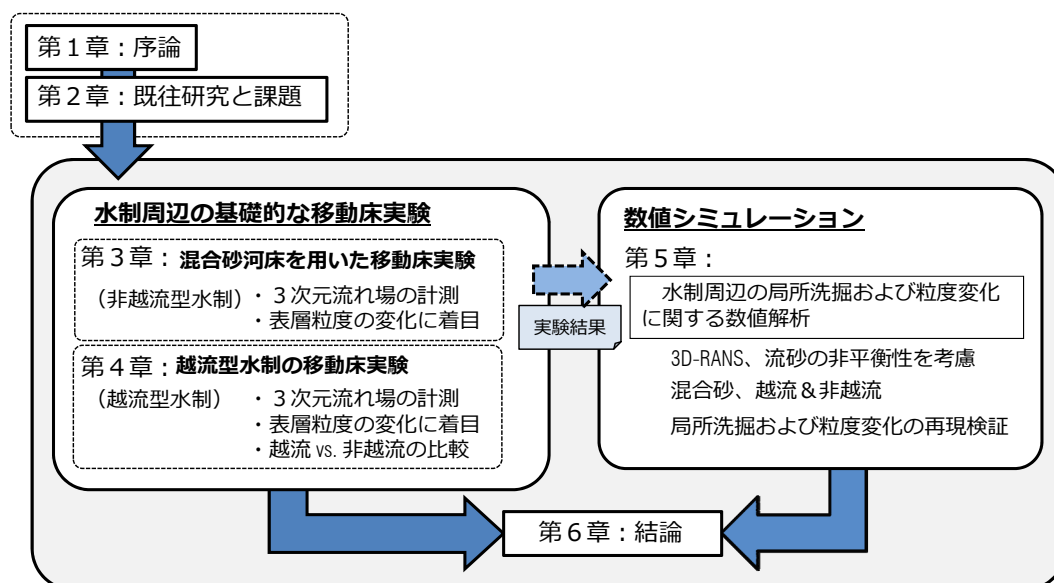 第１章：序論
第２章：既往研究と課題
水制周辺の基礎的な移動床実験
第３章：混合砂河床を用いた移動床実験
（非越流型水制）・３次元流れ場の計測
・表層粒度の変化に着目
第４章：越流型水制の移動床実験
（越流型水制）・３次元流れ場の計測
・表層粒度の変化に着目
・越流 vs. 非越流の比較
実験結果
数値シミュレーション
第５章：
水制周辺の局所洗掘および粒度変化
に関する数値解析
3D-RANS、流砂の非平衡性を考慮
混合砂、越流＆非越流
局所洗掘および粒度変化の再現検証
第６章：結論